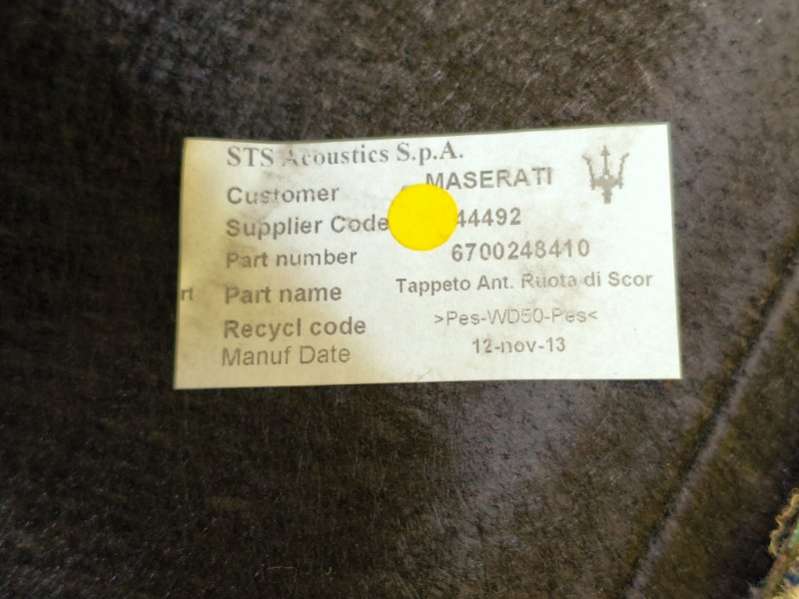 STS Acoustics S.p.A.
Customer MASERATI
Supplier Code 44492
Part number 6700248410
rt Part name Tappeto Ant. Ruota di Scor
Recycl code >Pes-WD50-Pes<
Manuf Date 12-nov-13